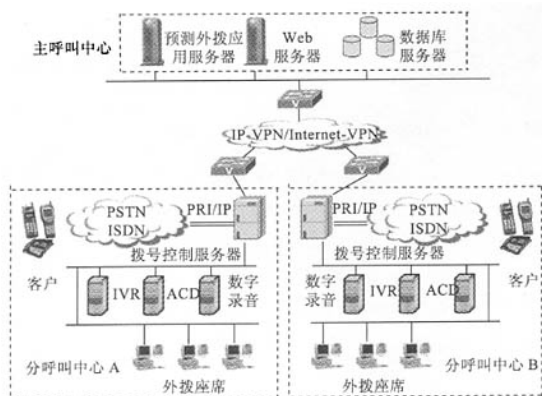 主呼叫中心
预测外拨应
用服务器
Web
服务器
数据库
服务器
V
IP-VPN/Internet-VPN
V
V
PSTN
ISDN
PRI/IP
拨号控制服务器
客户
IVR
ACD
数字
录音
分呼叫中心 A
外拨座席
PRI/IP
PSTN
ISDN
拨号控制服务器
客户
数字
录音
IVR
ACD
分呼叫中心 B
外拨座席